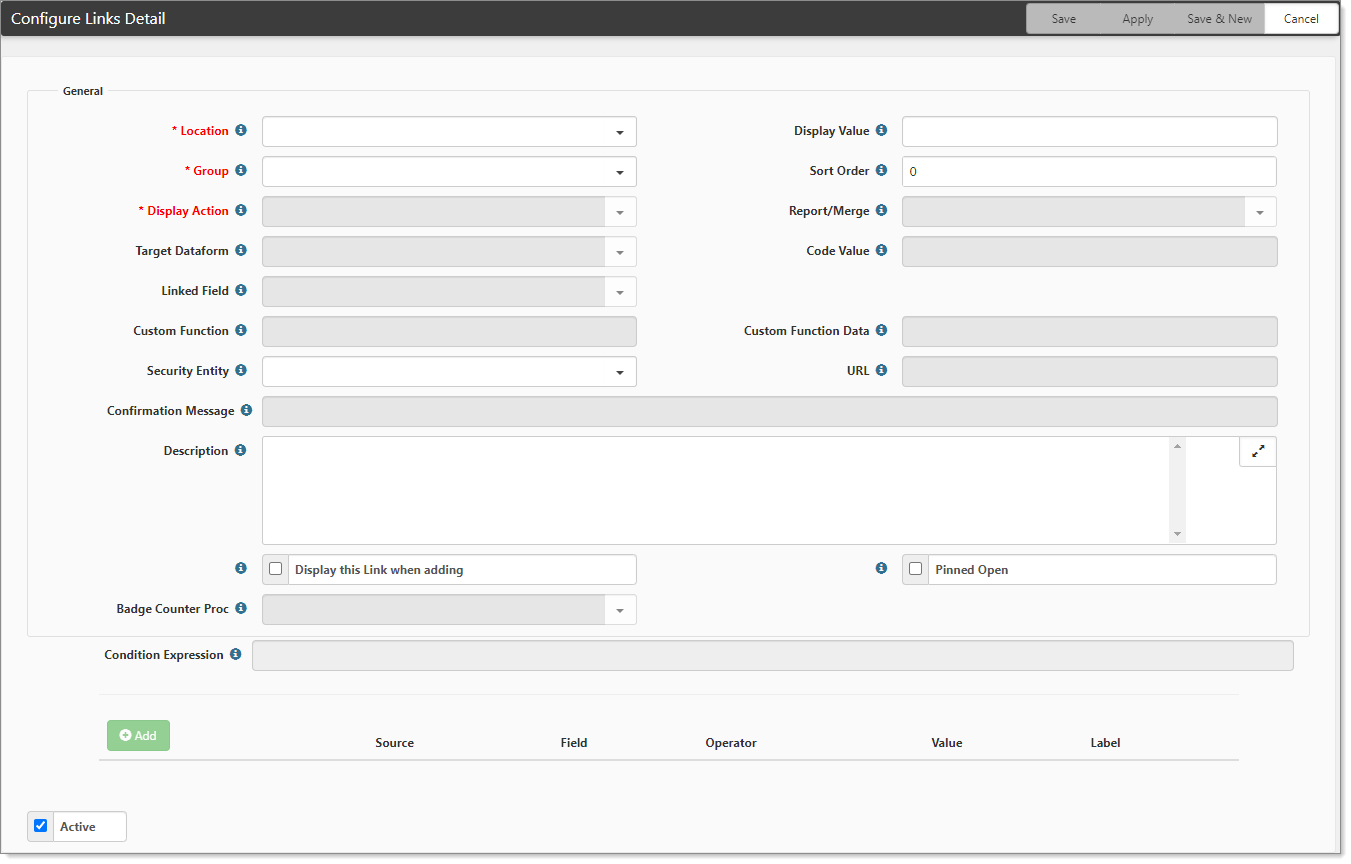 Configure Links Detail Save Apply Save & New Cancel
General
* Location Display Value
* Group Sort Order 0
* Display Action Report/Merge
Target Dataform Code Value
Linked Field
Custom Function Custom Function Data
Security Entity URL
Confirmation Message
Description
Display this Link when adding Pinned Open
Badge Counter Proc
Condition Expression
Add Source Field Operator Value Label
Active